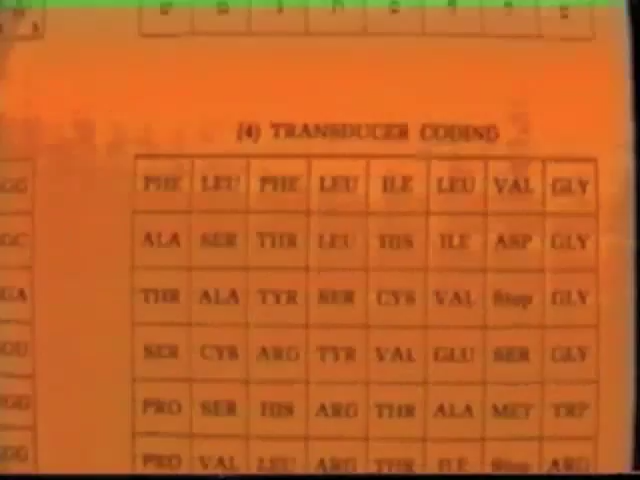 (4) TRANSDUCER CODING
PHE LEU PHE LEU ILE LEU VAL GLY
ALA SER THR LEU HIS ILE ASP GLY
THR ALA TYR SER CYS VAL Stop GLY
SER CYS ARG TYR VAL GLU SER GLY
PRO SER HIS ARG THR ALA MET TRP
PRO VAL LEU ARG THR ILE Stop ARG